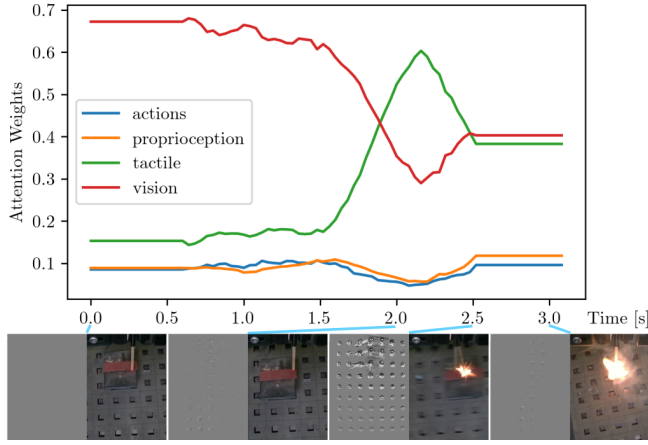 0.7
0.6
0.5
0.4
0.3
0.2
0.1
Attention Weights
actions
proprioception
tactile
vision
0.0 0.5 1.0 1.5 2.0 2.5 3.0 Time [s]